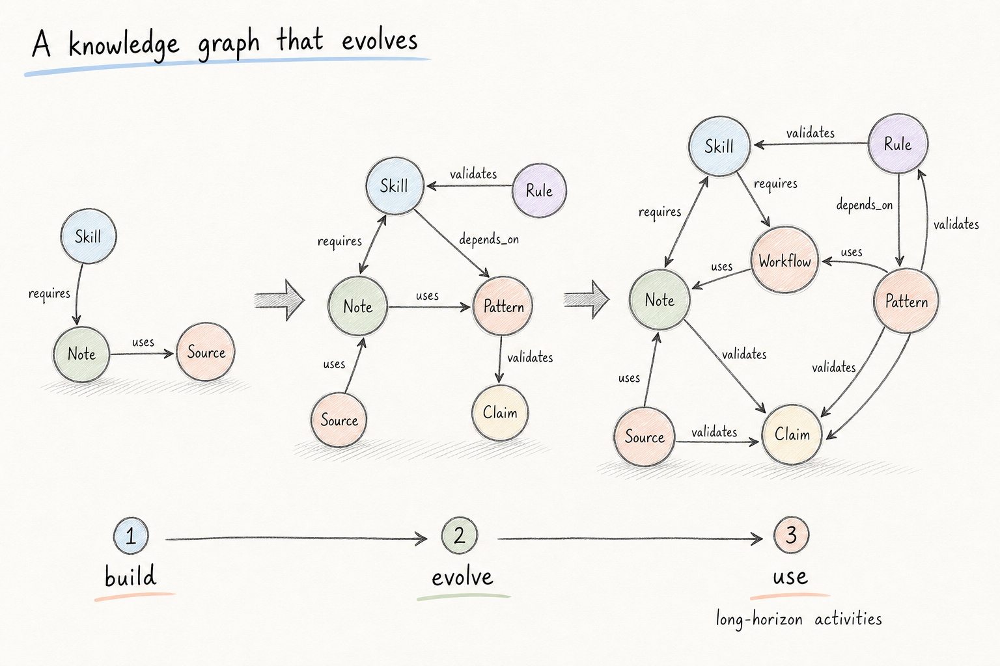 A knowledge graph that evolves
Skill
requires
Note
uses
Source
Skill
validates
Rule
requires
depends_on
Note
uses
Pattern
uses
validates
Source
Claim
Skill
validates
Rule
requires
requires
depends_on
validates
Workflow
uses
uses
Note
Pattern
validates
validates
uses
Source
validates
Claim
1
2
3
build
evolve
use
long-horizon activities